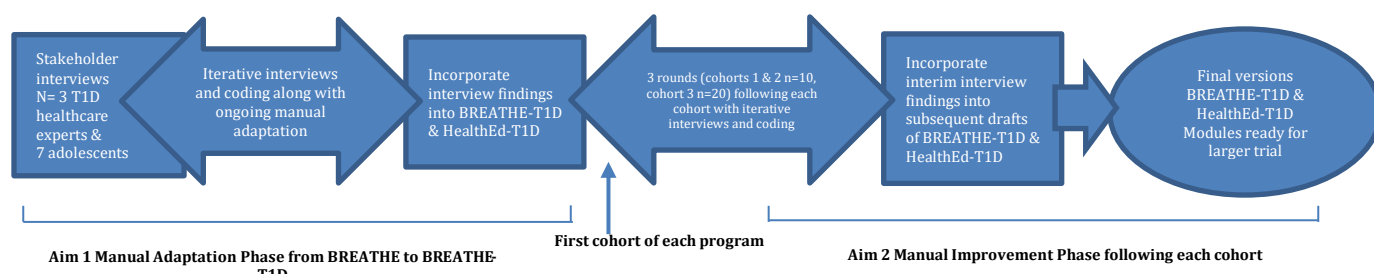 Stakeholder
interviews
N= 3 T1D
healthcare
experts &
7 adolescents
Iterative interviews
and coding along with
ongoing manual
adaptation
Incorporate
interview findings
into BREATHE-T1D
& HealthEd-T1D
3 rounds (cohorts 1 & 2 n=10,
cohort 3 n=20) following each
cohort with iterative
interviews and coding
Incorporate
interim interview
findings into
subsequent drafts
of BREATHE-T1D &
HealthEd-T1D
Final versions
BREATHE-T1D &
HealthEd-T1D
Modules ready for
larger trial
First cohort of each program
Aim 1 Manual Adaptation Phase from BREATHE to BREATHE-
T1D
Aim 2 Manual Improvement Phase following each cohort